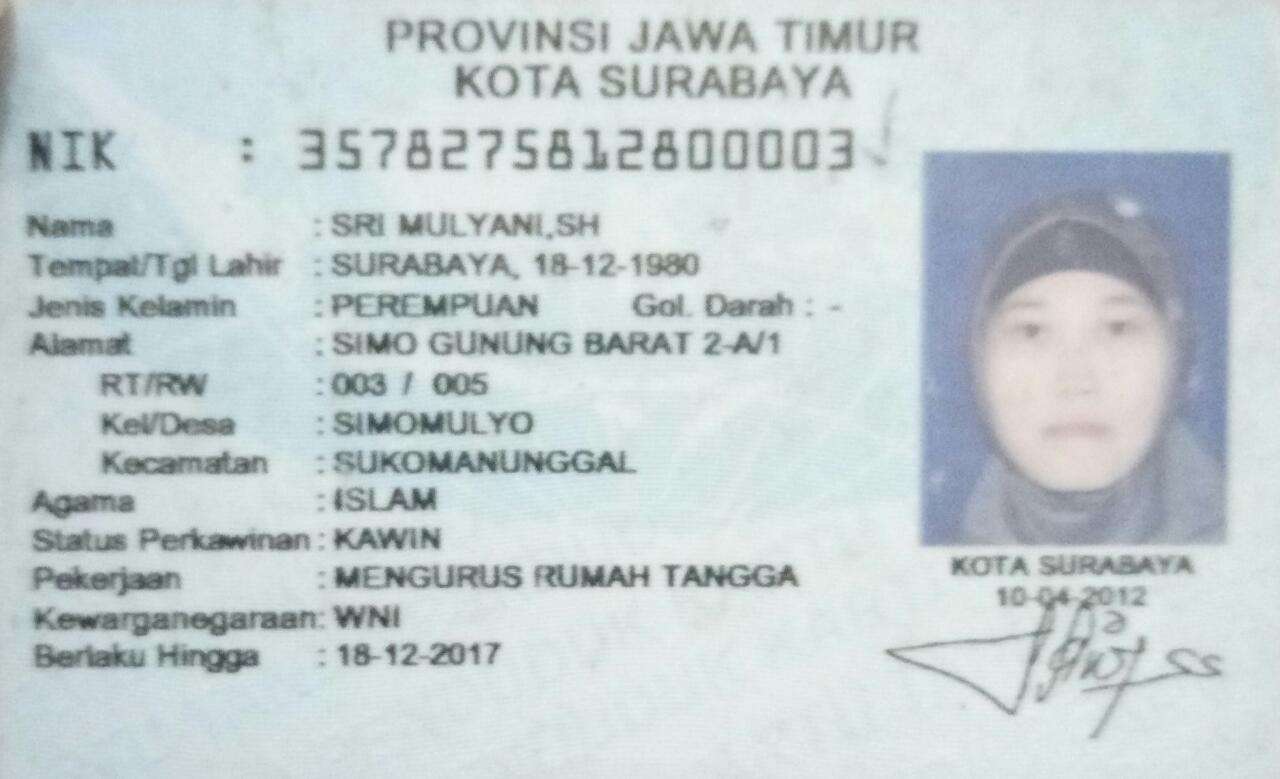 PROVINSI JAWA TIMUR
KOTA SURABAYA
NIK : 3578275812800003
Nama : SRI MULYANI,SH
Tempat/Tgl Lahir : SURABAYA, 18-12-1980
Jenis Kelamin : PEREMPUAN Gol. Darah : -
Alamat : SIMO GUNUNG BARAT 2-A/1
RT/RW : 003 / 005
Kel/Desa : SIMOMULYO
Kecamatan : SUKOMANUNGGAL
Agama : ISLAM
Status Perkawinan : KAWIN
Pekerjaan : MENGURUS RUMAH TANGGA
Kewarganegaraan : WNI
Berlaku Hingga : 18-12-2017
KOTA SURABAYA
10-04-2012